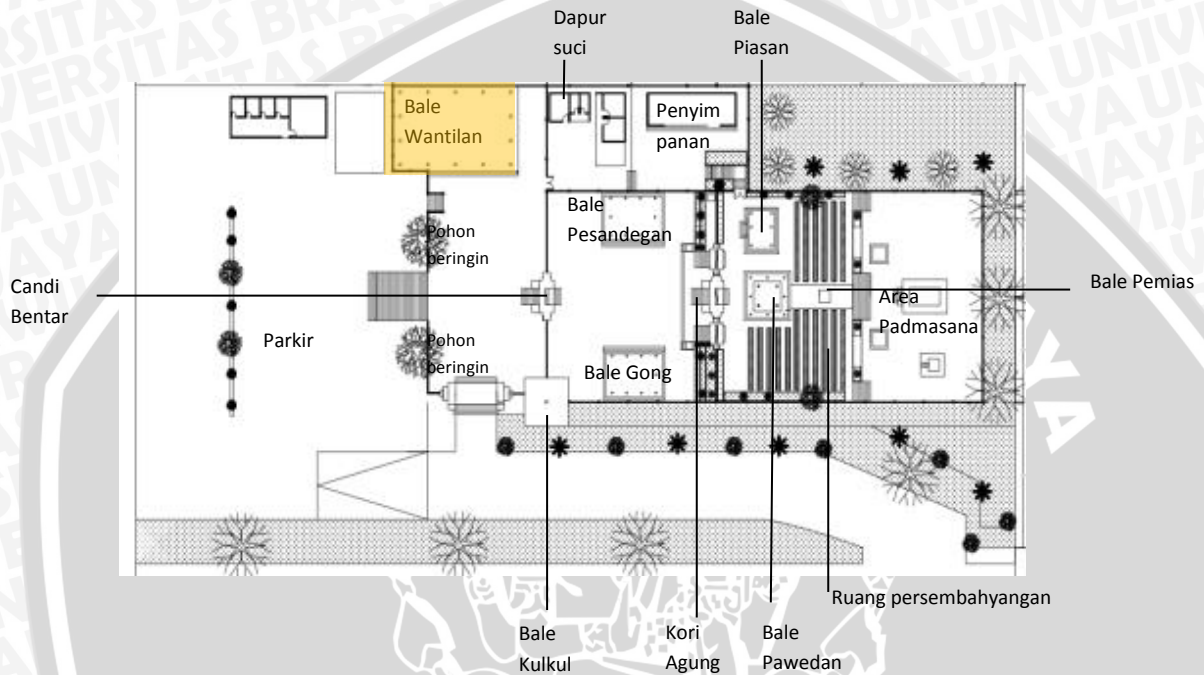 Dapur
suci
Bale
Piasan
Bale
Wantilan
Penyim
panan
Bale
Pesandegan
Pohon
beringin
Candi
Bentar
Bale Pemias
Area
Padmasana
Parkir
Pohon
beringin
Bale Gong
Ruang persembahyangan
Bale
Kulkul
Kori
Agung
Bale
Pawedan